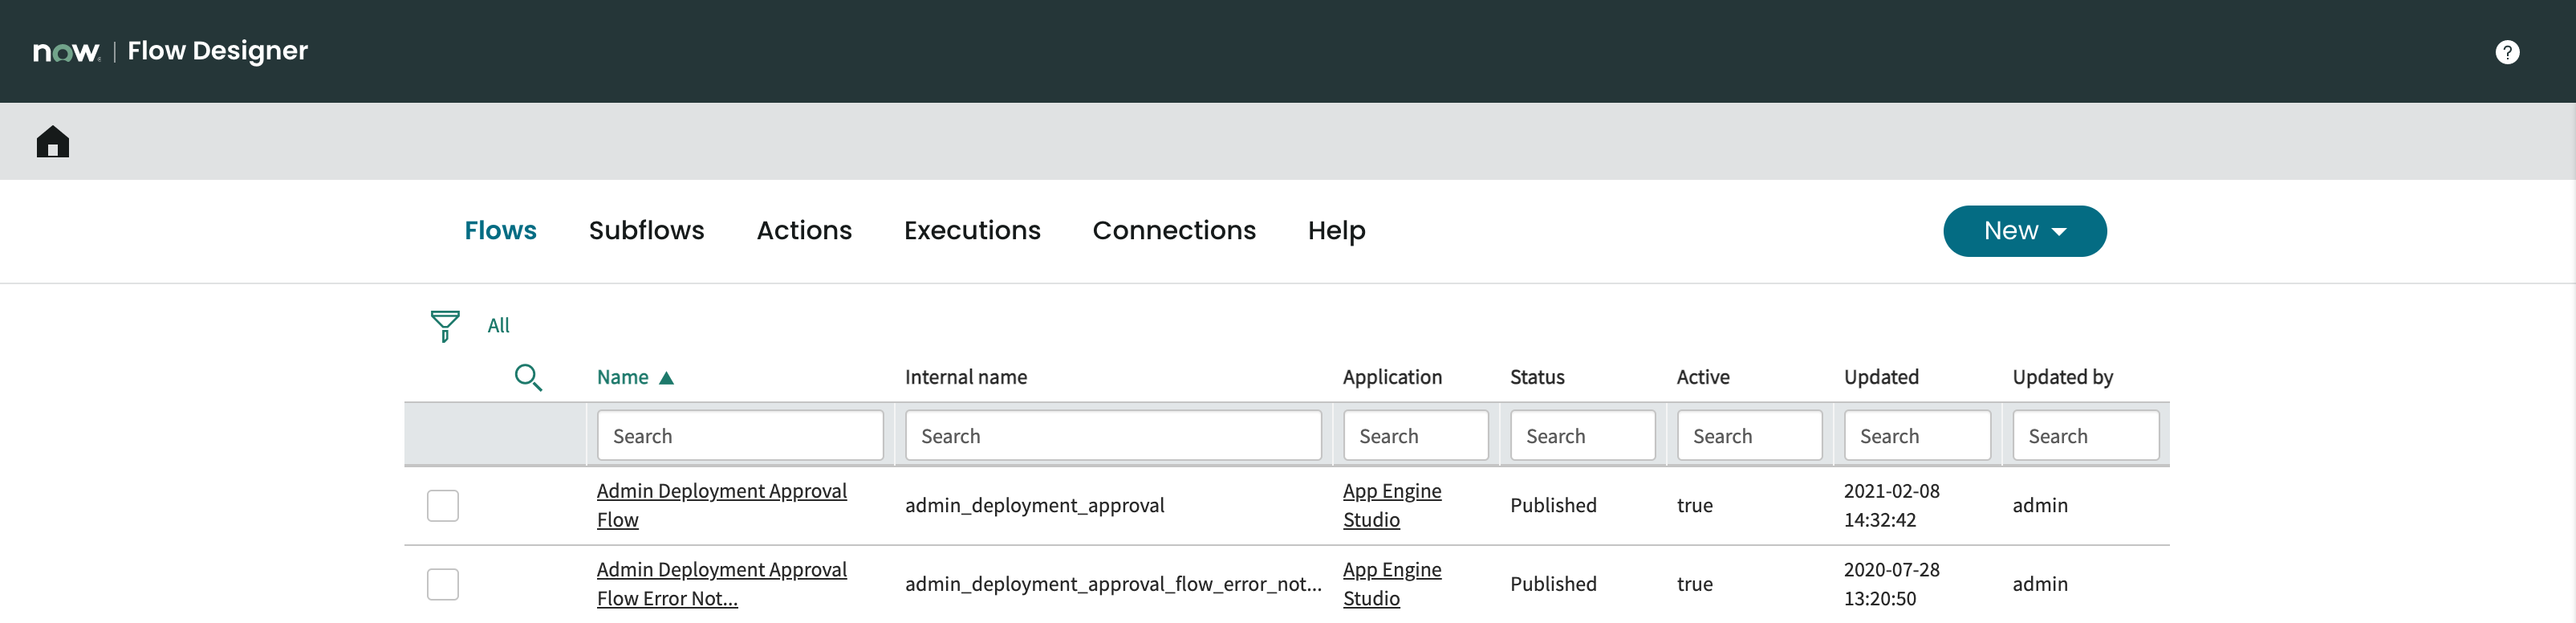 now | Flow Designer ?
Flows Subflows Actions Executions Connections Help New
All
Name Internal name Application Status Active Updated Updated by
Search Search Search Search Search Search Search
Admin Deployment Approval admin_deployment_approval App Engine Published true 2021-02-08 admin
Flow Studio 14:32:42
Admin Deployment Approval admin_deployment_approval_flow_error_not... App Engine Published true 2020-07-28 admin
Flow Error Not... Studio 13:20:50